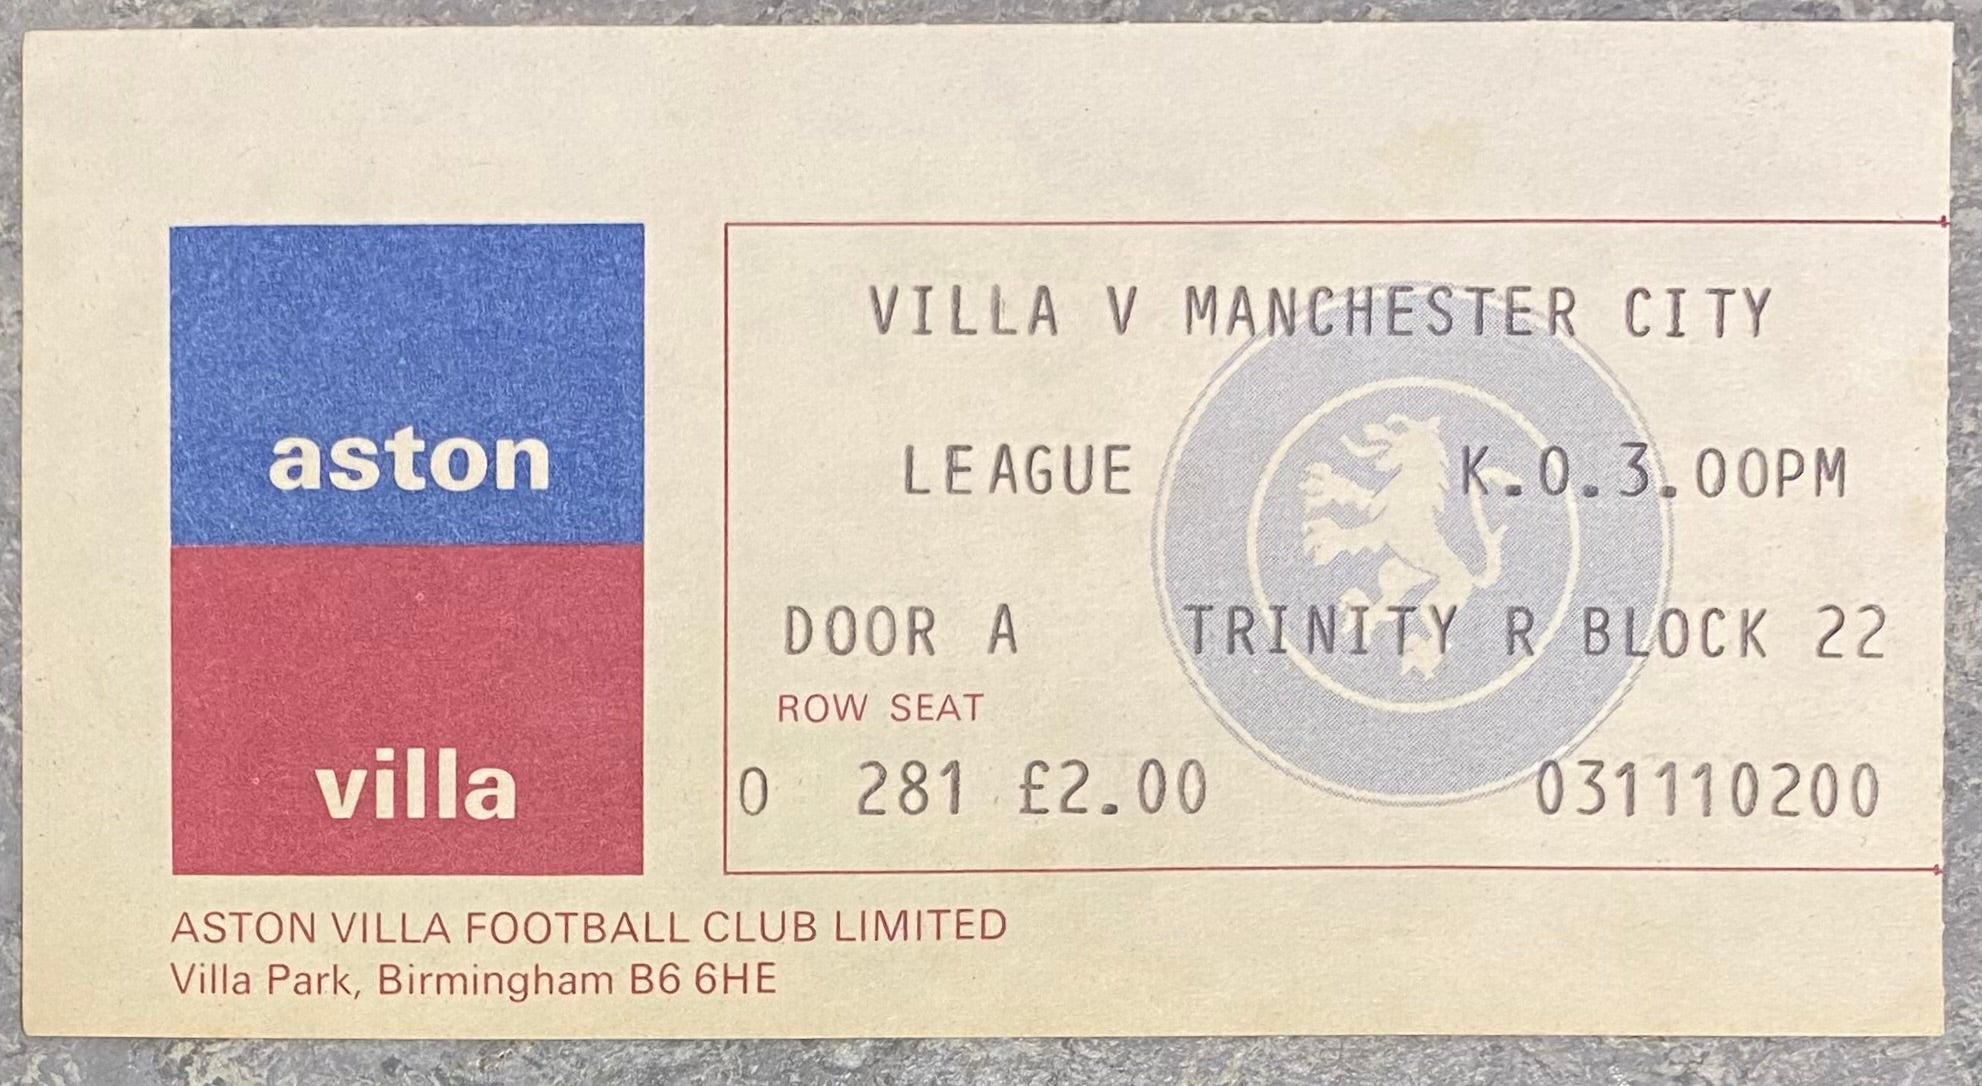 aston
villa
VILLA V MANCHESTER CITY
LEAGUE K.O.3.00PM
DOOR A TRINITY R BLOCK 22
ROW SEAT
O 281 £2.00 031110200
ASTON VILLA FOOTBALL CLUB LIMITED
Villa Park, Birmingham B6 6HE